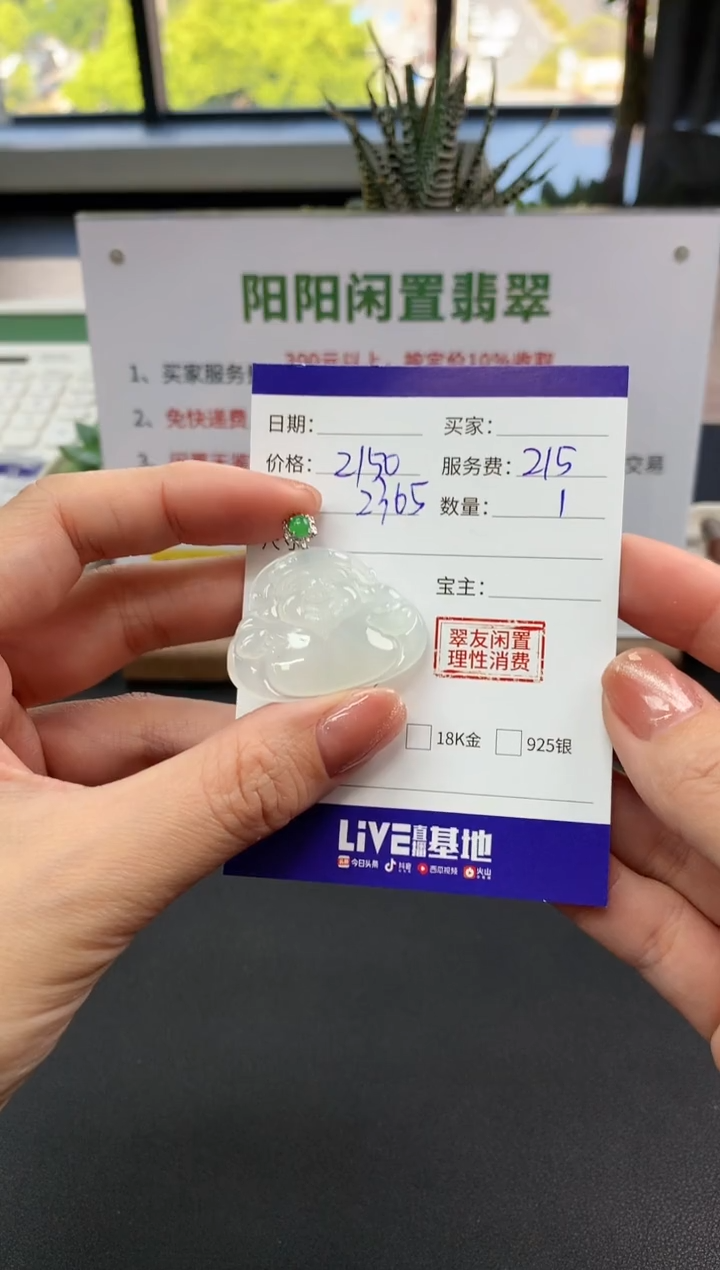 阳阳闲置翡翠
1、买家服务
300元以上，按定价10%收取
2、免快递费
3、
交易
日期： 买家：
价格：2150 服务费：215
2365 数量：1
宝主：
翠友闲置
理性消费
18K金 925银
LiVE直播基地
今日头条 抖音 西瓜视频 火山